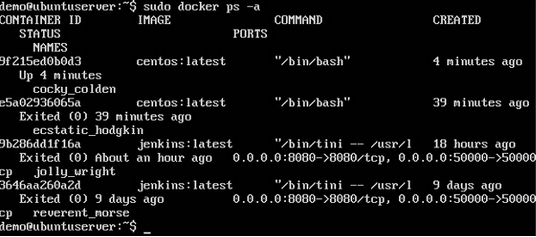 demo@ubuntuserver:~$ sudo docker ps -a
CONTAINER ID IMAGE COMMAND CREATED
STATUS PORTS
NAMES
9f215ed0b0d3 centos:latest "/bin/bash" 4 minutes ago
Up 4 minutes
cocky_colden
e5a02936065a centos:latest "/bin/bash" 39 minutes ago
Exited (0) 39 minutes ago
ecstatic_hodgkin
9b286dd1f16a jenkins:latest "/bin/tini -- /usr/l 18 hours ago
Exited (0) About an hour ago 0.0.0.0:8080->8080/tcp, 0.0.0.0:50000->50000
cp jolly_wright
3646aa260a2d jenkins:latest "/bin/tini -- /usr/l 9 days ago
Exited (0) 9 days ago 0.0.0.0:8080->8080/tcp, 0.0.0.0:50000->50000
cp reverent_morse
demo@ubuntuserver:~$ _